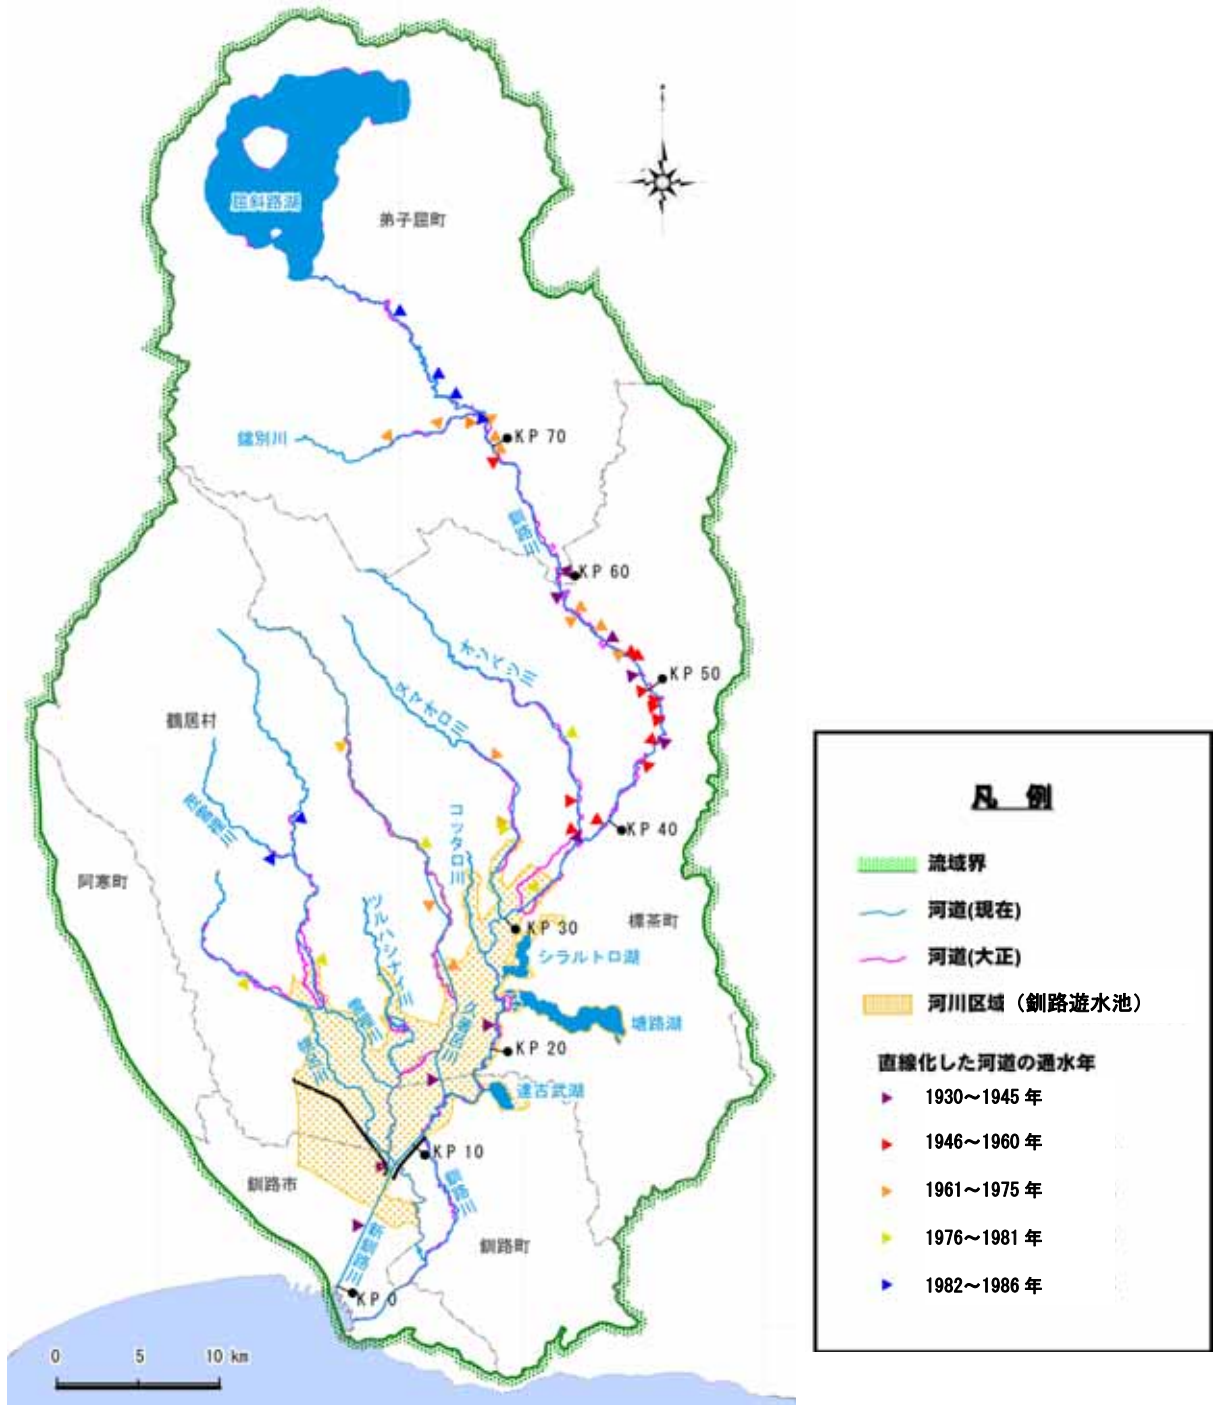 屈斜路湖
弟子屈町
鐺別川
KP 70
釧路川
KP 60
オソベツ川
KP 50
ヌマオロ川
鶴居村
コッタロ川
KP 40
阿寒町
標茶町
ツルハシナイ川
KP 30
シラルトロ湖
雪裡川
久著呂川
塘路湖
KP 20
達古武湖
KP 10
釧路市
釧路川
新釧路川
釧路町
KP 0
0 5 10 km
凡 例
流域界
河道(現在)
河道(大正)
河川区域（釧路遊水池）
直線化した河道の通水年
1930～1945 年
1946～1960 年
1961～1975 年
1976～1981 年
1982～1986 年